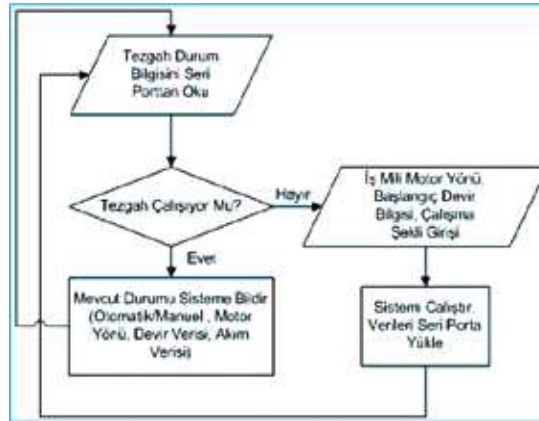 Tezgah Durum
Bilgisini Seri
Porttan Oku
Tezgah Çalışıyor Mu?
Hayır
İş Mili Motor Yönü,
Başlangıç Devir
Bilgisi, Çalışma
Şekli Girişi
Evet
Mevcut Durumu Sisteme Bildir
(Otomatik/Manuel , Motor
Yönü, Devir Verisi, Akım
Verisi)
Sistemi Çalıştır,
Verileri Seri Porta
Yükle